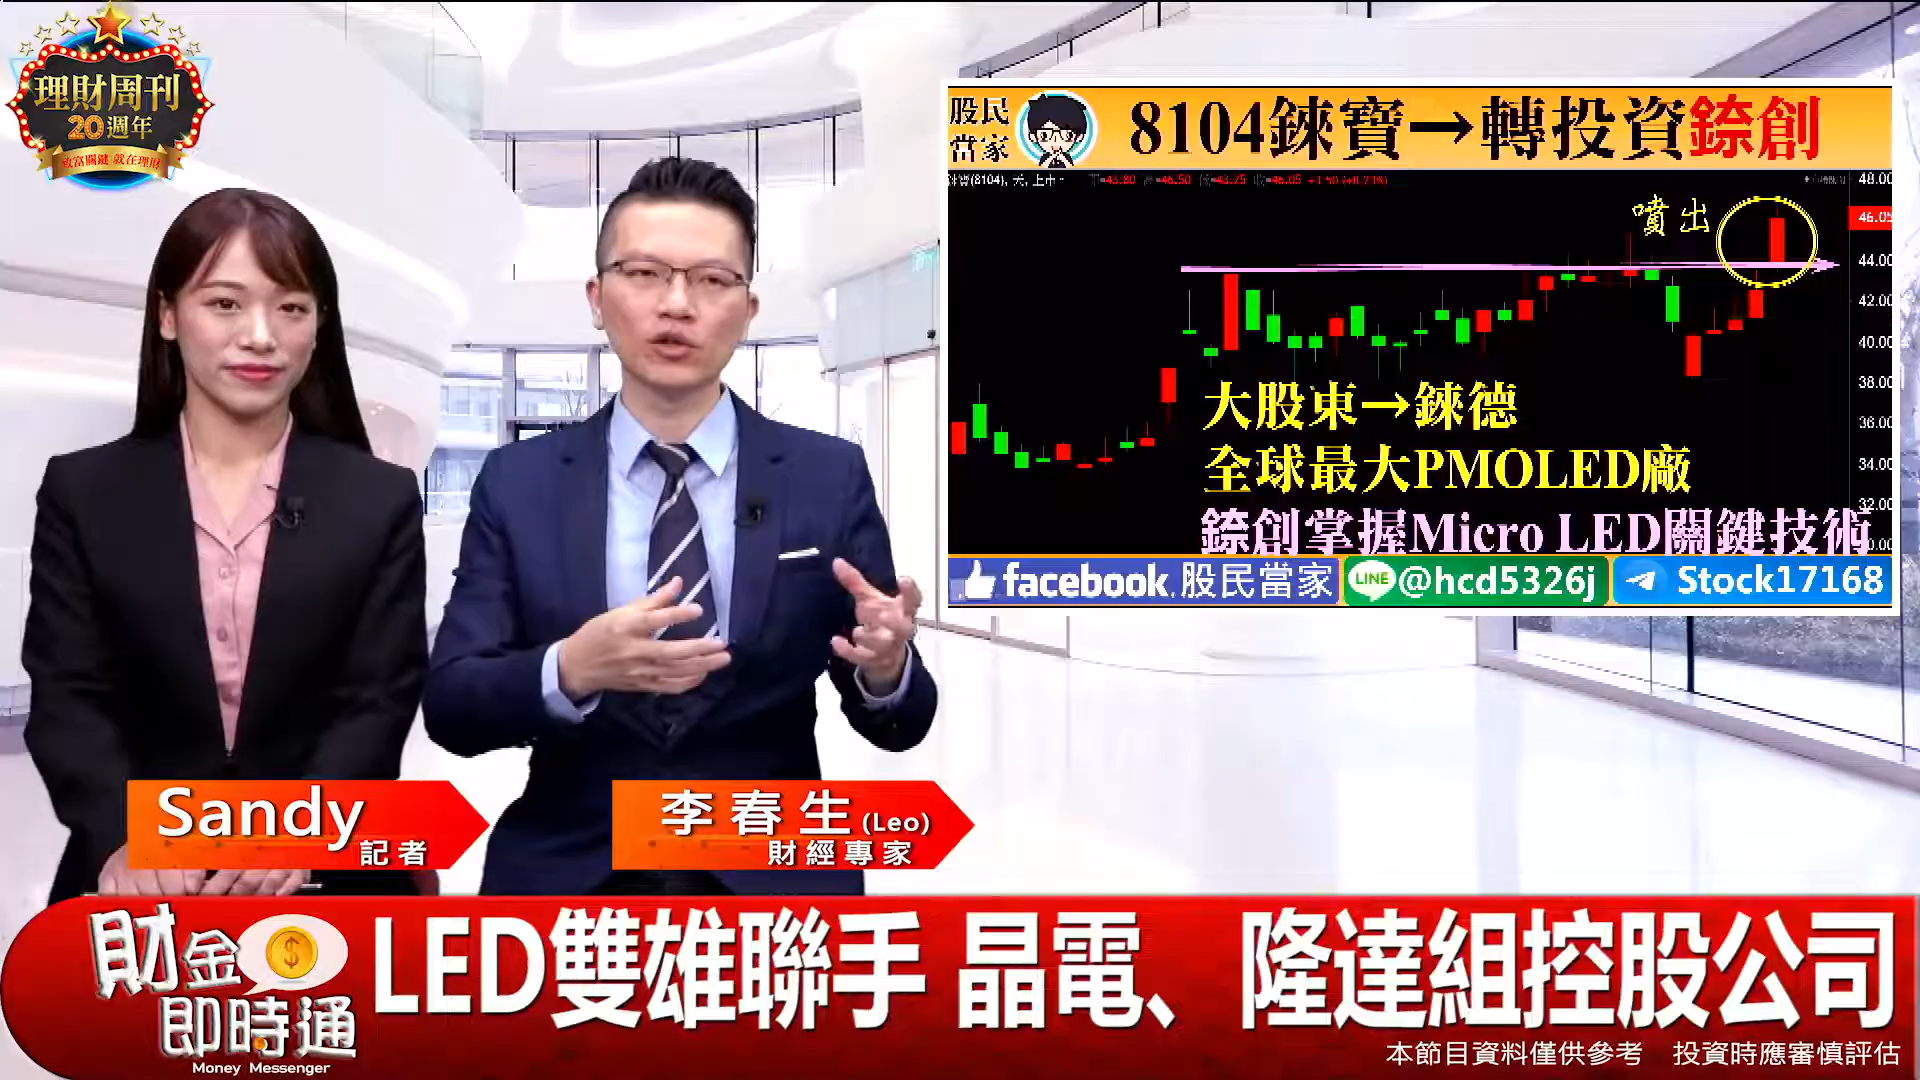 理財周刊
20週年
致富關鍵 就在理財
股民
當家
8104錸寶→轉投資錼創
錸寶(8104), 天, 上市
48.00
46.05
噴出
44.00
42.00
40.00
38.00
36.00
34.00
32.00
大股東→錸德
全球最大PMOLED廠
錼創掌握Micro LED關鍵技術
facebook.股民當家
LINE @hcd5326j
Stock17168
Sandy
記者
李春生(Leo)
財經專家
財金
即時通
Money Messenger
LED雙雄聯手 晶電、隆達組控股公司
本節目資料僅供參考 投資時應審慎評估